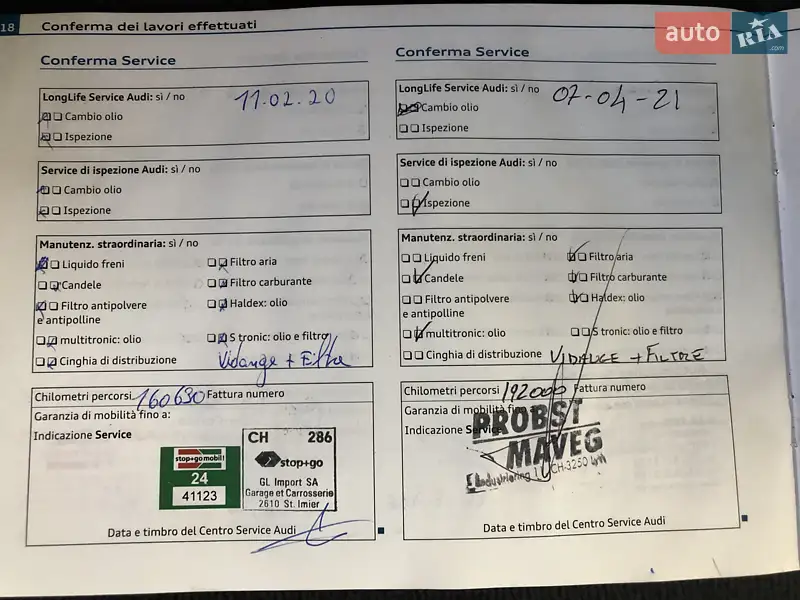 18 Conferma dei lavori effettuati
auto RIA .com
Conferma Service
LongLife Service Audi: sì / no 11.02.20
Cambio olio
Ispezione
Service di ispezione Audi: sì / no
Cambio olio
Ispezione
Manutenz. straordinaria: sì / no
Liquido freni Filtro aria
Candele Filtro carburante
Filtro antipolvere Haldex: olio
e antipolline
multitronic: olio S tronic: olio e filtro
Cinghia di distribuzione Vidange + Filtre
Chilometri percorsi 160630 Fattura numero
Garanzia di mobilità fino a:
Indicazione Service
stop+go mobil!
24
41123
CH 286
stop+go
GL Import SA
Garage et Carrosserie
2610 St. Imier
Data e timbro del Centro Service Audi
Conferma Service
LongLife Service Audi: sì / no 07-04-21
Cambio olio
Ispezione
Service di ispezione Audi: sì / no
Cambio olio
Ispezione
Manutenz. straordinaria: sì / no
Liquido freni Filtro aria
Candele Filtro carburante
Filtro antipolvere Haldex: olio
e antipolline
multitronic: olio S tronic: olio e filtro
Cinghia di distribuzione VIDANGE + FILTRE
Chilometri percorsi 192000 Fattura numero
Garanzia di mobilità fino a:
Indicazione Service
PROBST
MAVEG
Industriering CH-3250 Lyss
Data e timbro del Centro Service Audi